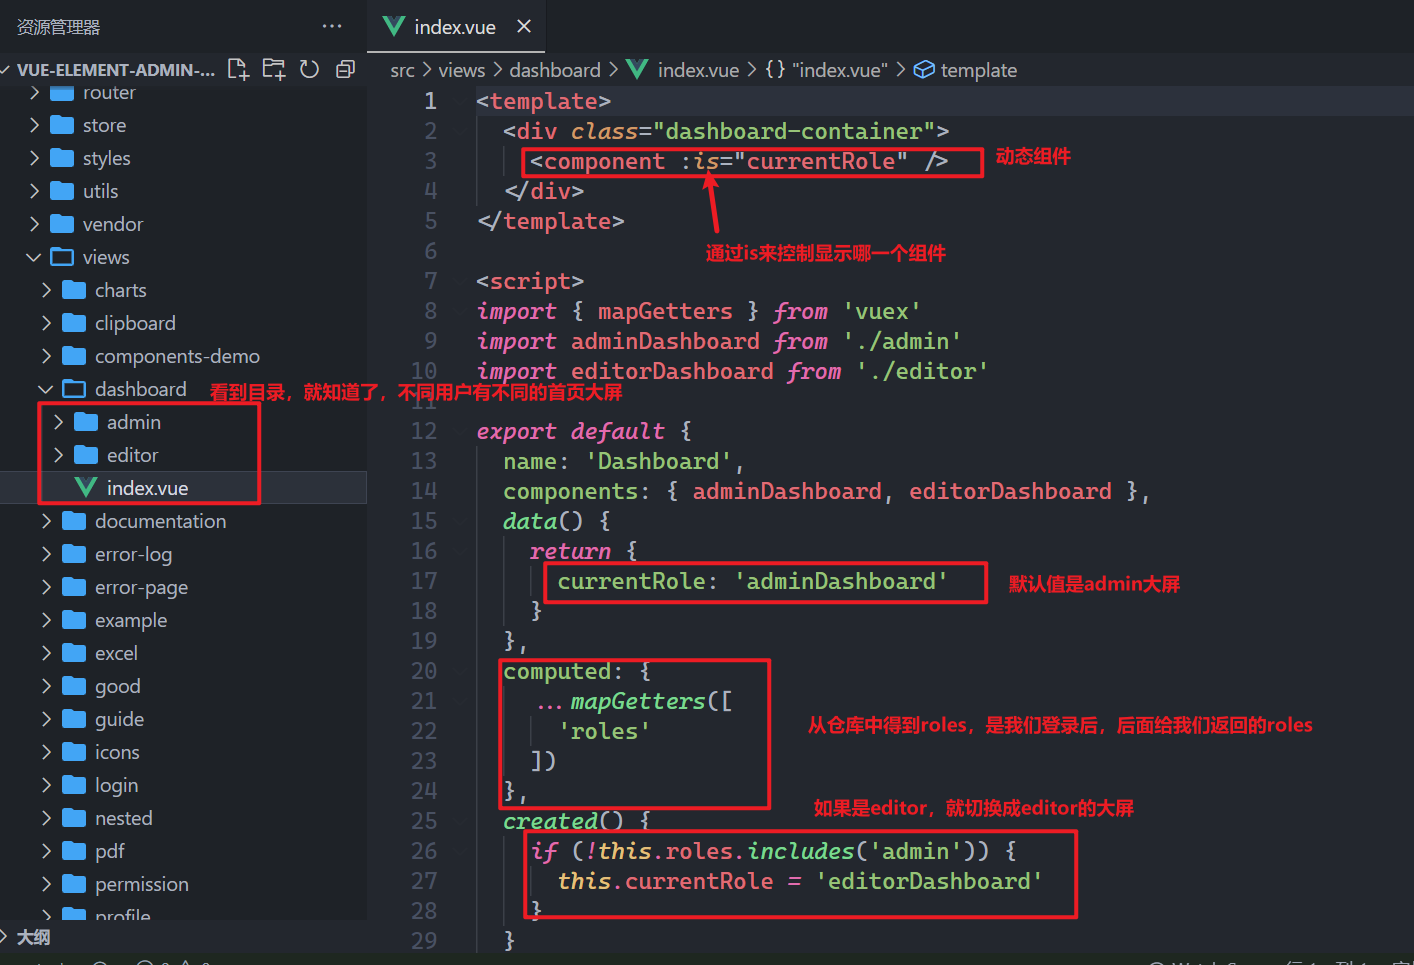 资源管理器
···
index.vue
VUE-ELEMENT-ADMIN-...
router
store
styles
utils
vendor
views
charts
clipboard
components-demo
dashboard
看到目录，就知道了，不同用户有不同的首页大屏
admin
editor
index.vue
documentation
error-log
error-page
example
excel
good
guide
icons
login
nested
pdf
permission
profile
大纲
src > views > dashboard > index.vue > {} "index.vue" > template
1 <template>
2 <div class="dashboard-container">
3 <component :is="currentRole" />
动态组件
4 </div>
5 </template>
通过is来控制显示哪一个组件
6
7 <script>
8 import { mapGetters } from 'vuex'
9 import adminDashboard from './admin'
10 import editorDashboard from './editor'
11
12 export default {
13 name: 'Dashboard',
14 components: { adminDashboard, editorDashboard },
15 data() {
16 return {
17 currentRole: 'adminDashboard'
默认值是admin大屏
18 }
19 },
20 computed: {
21 ...mapGetters([
22 'roles'
从仓库中得到roles，是我们登录后，后面给我们返回的roles
23 ])
24 },
如果是editor，就切换成editor的大屏
25 created() {
26 if (!this.roles.includes('admin')) {
27 this.currentRole = 'editorDashboard'
28 }
29 }